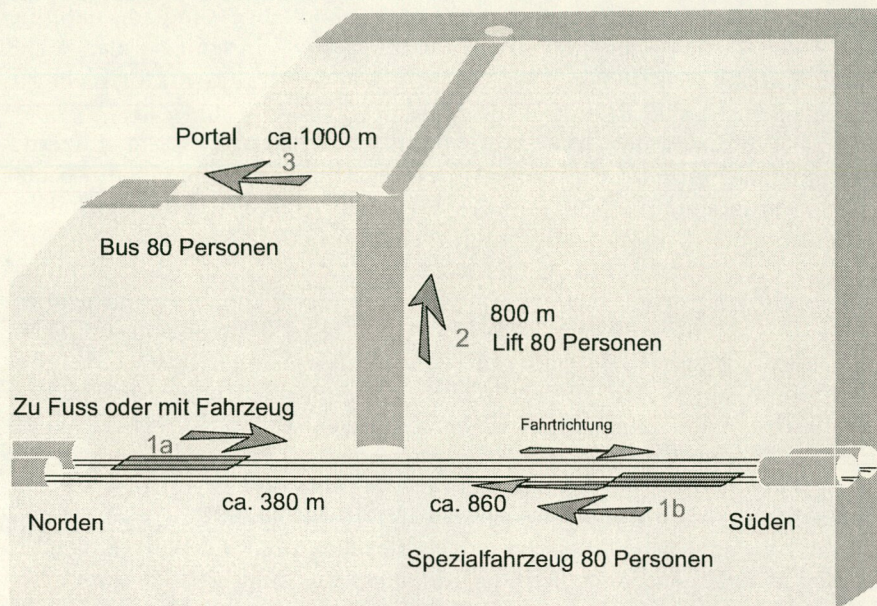 Portal ca.1000 m
3
Bus 80 Personen
800 m
2
Lift 80 Personen
Zu Fuss oder mit Fahrzeug
1a
Fahrtrichtung
ca. 380 m
ca. 860
1b
Norden
Süden
Spezialfahrzeug 80 Personen